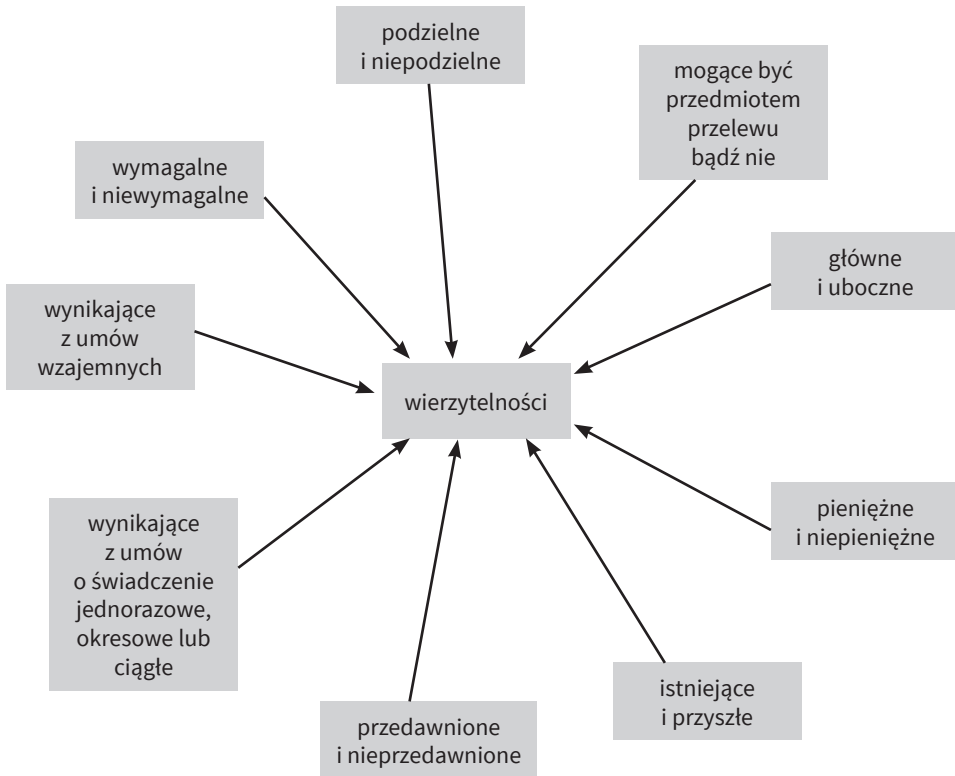 podzielne
i niepodzielne
mogące być
przedmiotem
przelewu
bądź nie
wymagalne
i niewymagalne
główne
i uboczne
wynikające
z umów
wzajemnych
wierzytelności
pieniężne
i niepieniężne
wynikające
z umów
o świadczenie
jednorazowe,
okresowe lub
ciągłe
istniejące
i przyszłe
przedawnione
i nieprzedawnione